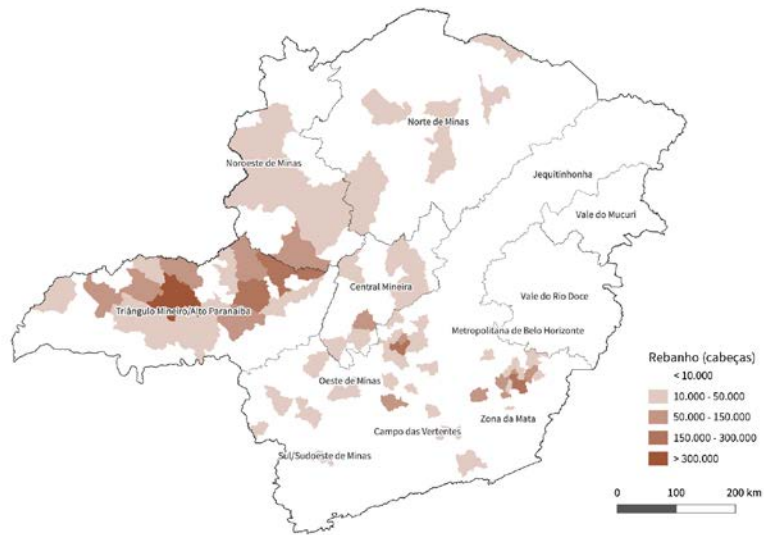 Norte de Minas
Noroeste de Minas
Jequitinhonha
Vale do Mucuri
Central Mineira
Vale do Rio Doce
Triângulo Mineiro/Alto Paranaíba
Metropolitana de Belo Horizonte
Oeste de Minas
Zona da Mata
Campo das Vertentes
Sul/Sudoeste de Minas
Rebanho (cabeças)
< 10.000
10.000 - 50.000
50.000 - 150.000
150.000 - 300.000
> 300.000
0 100 200 km